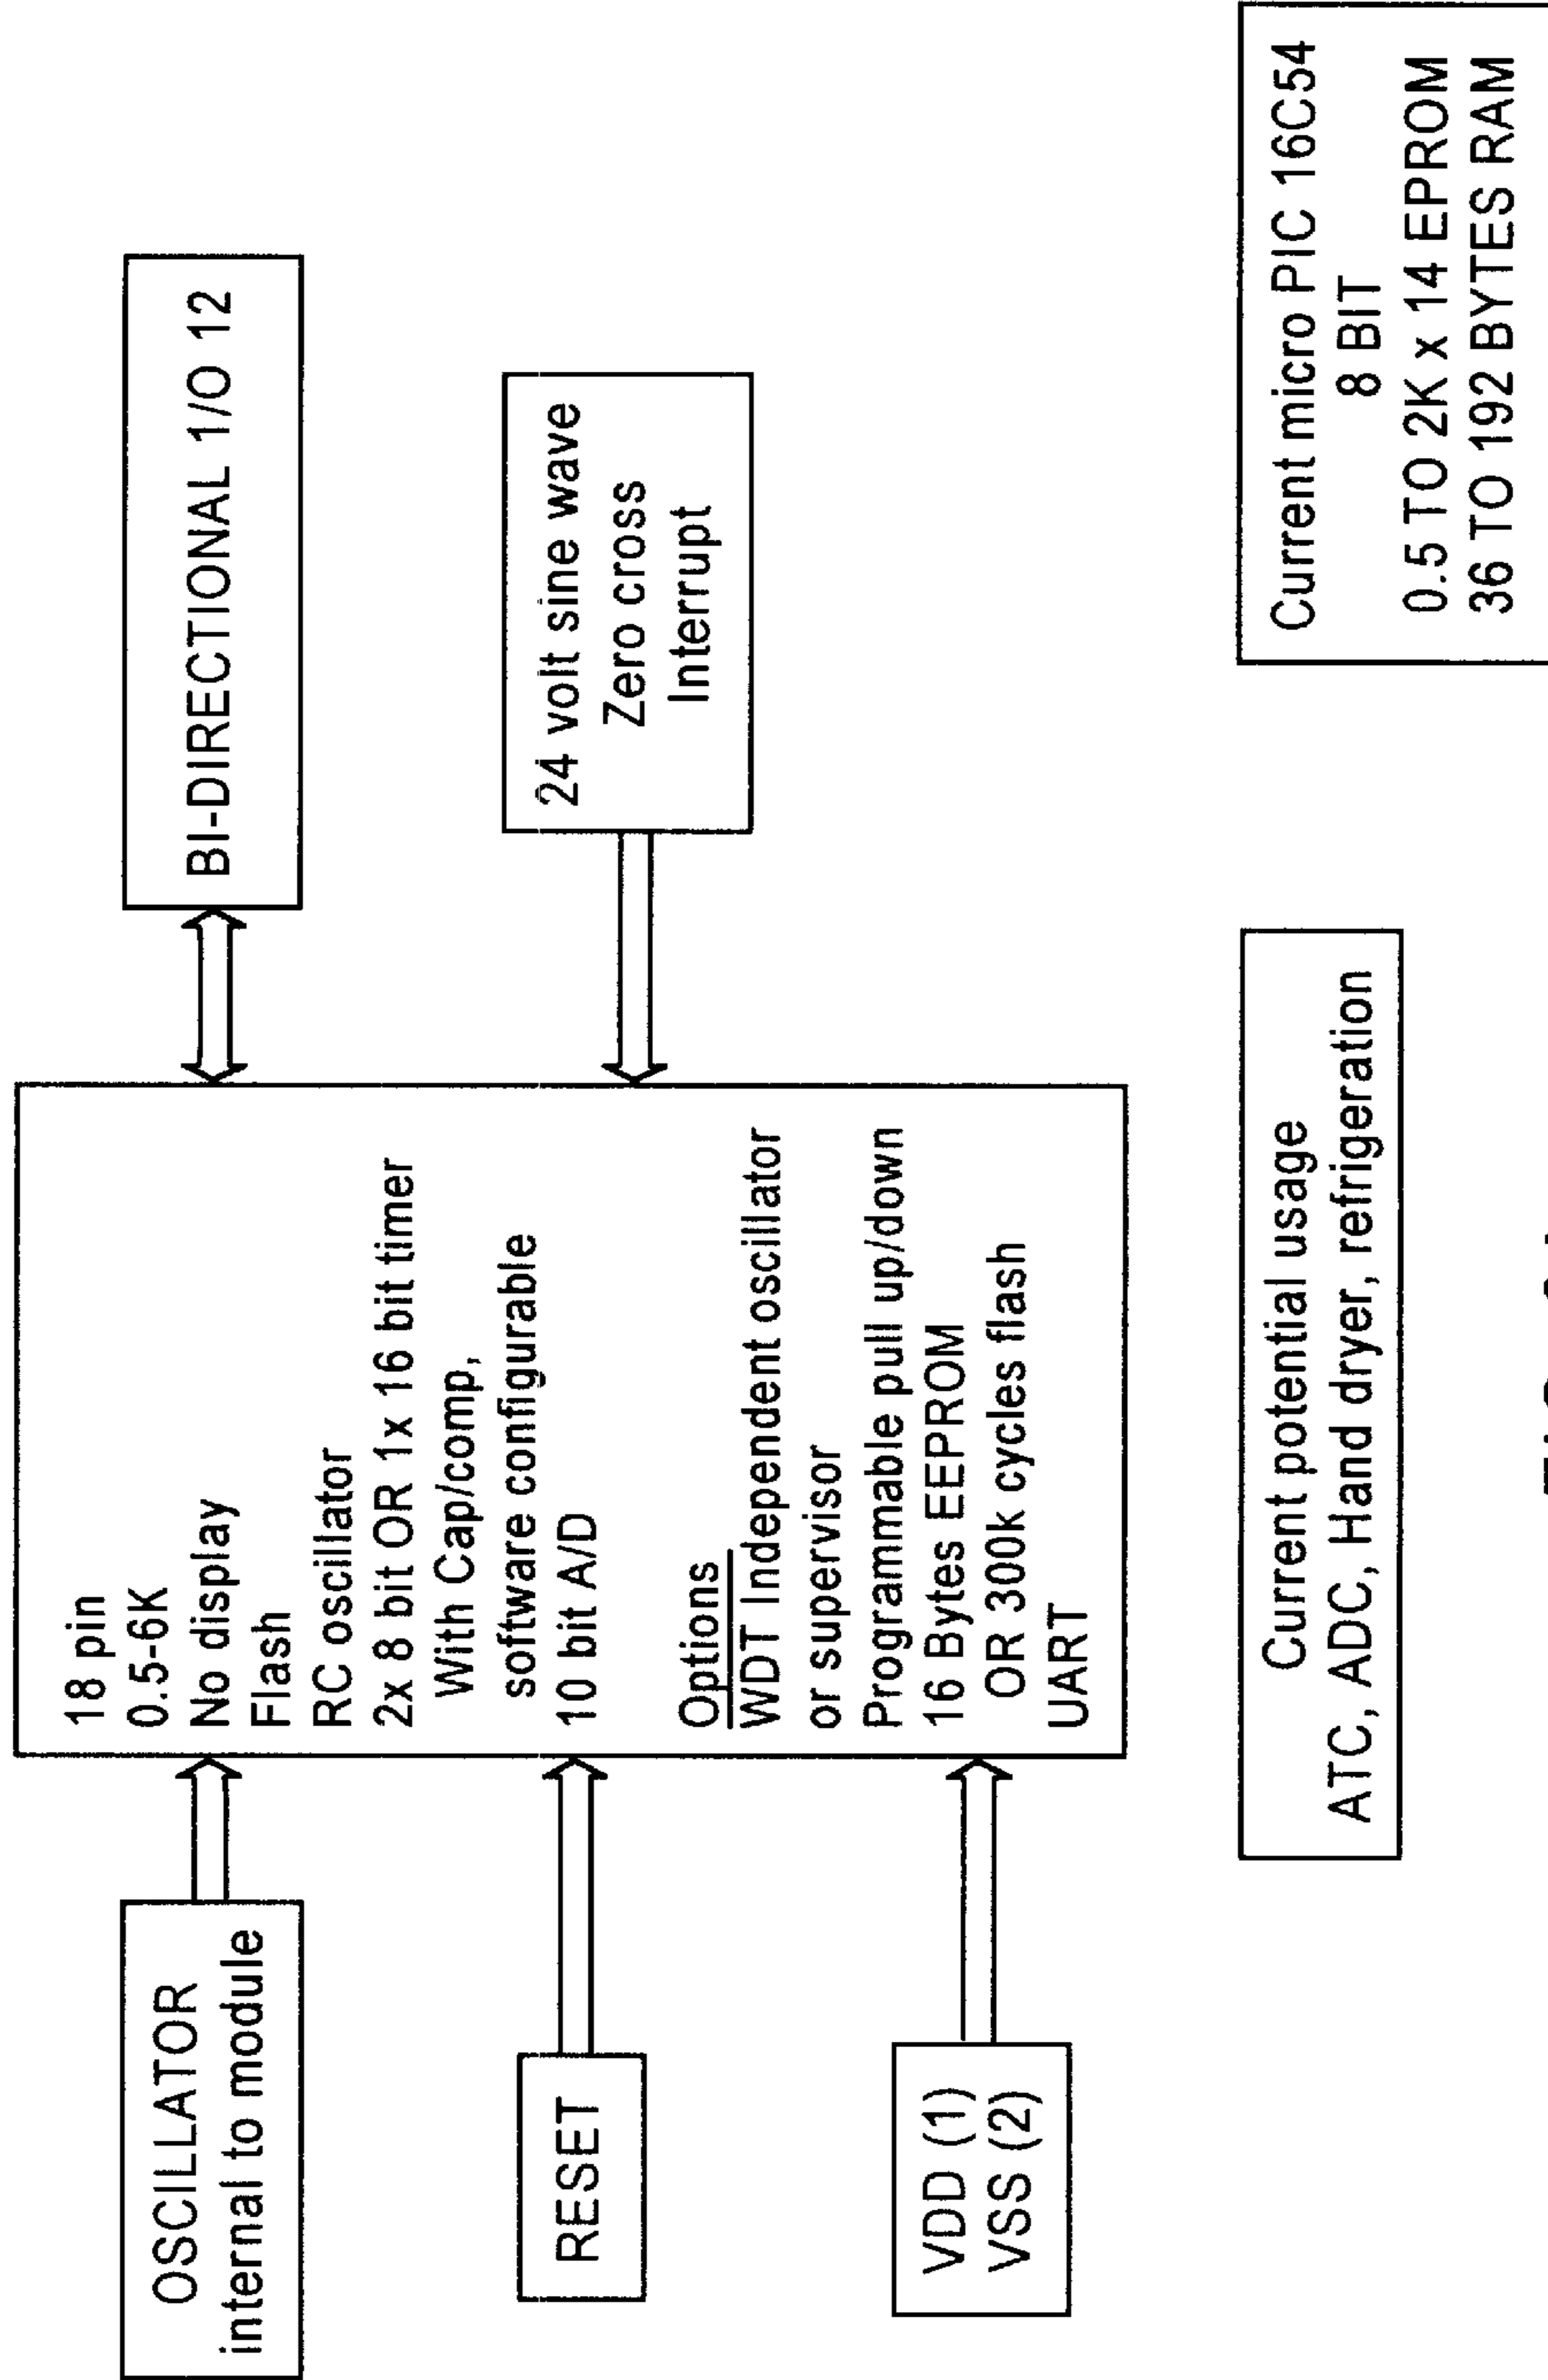 OSCILLATOR
internal to module
RESET
VDD (1)
VSS (2)
18 pin
0.5-6K
No display
Flash
RC oscillator
2x 8 bit OR 1x 16 bit timer
With Cap/comp,
software configurable
10 bit A/D
Options
WDT Independent oscillator
or supervisor
Programmable pull up/down
16 Bytes EEPROM
OR 300k cycles flash
UART
BI-DIRECTIONAL 1/O 12
24 volt sine wave
Zero cross
Interrupt
Current potential usage
ATC, ADC, Hand dryer, refrigeration
Current micro PIC 16C54
8 BIT
0.5 TO 2K x 14 EPROM
36 TO 192 BYTES RAM